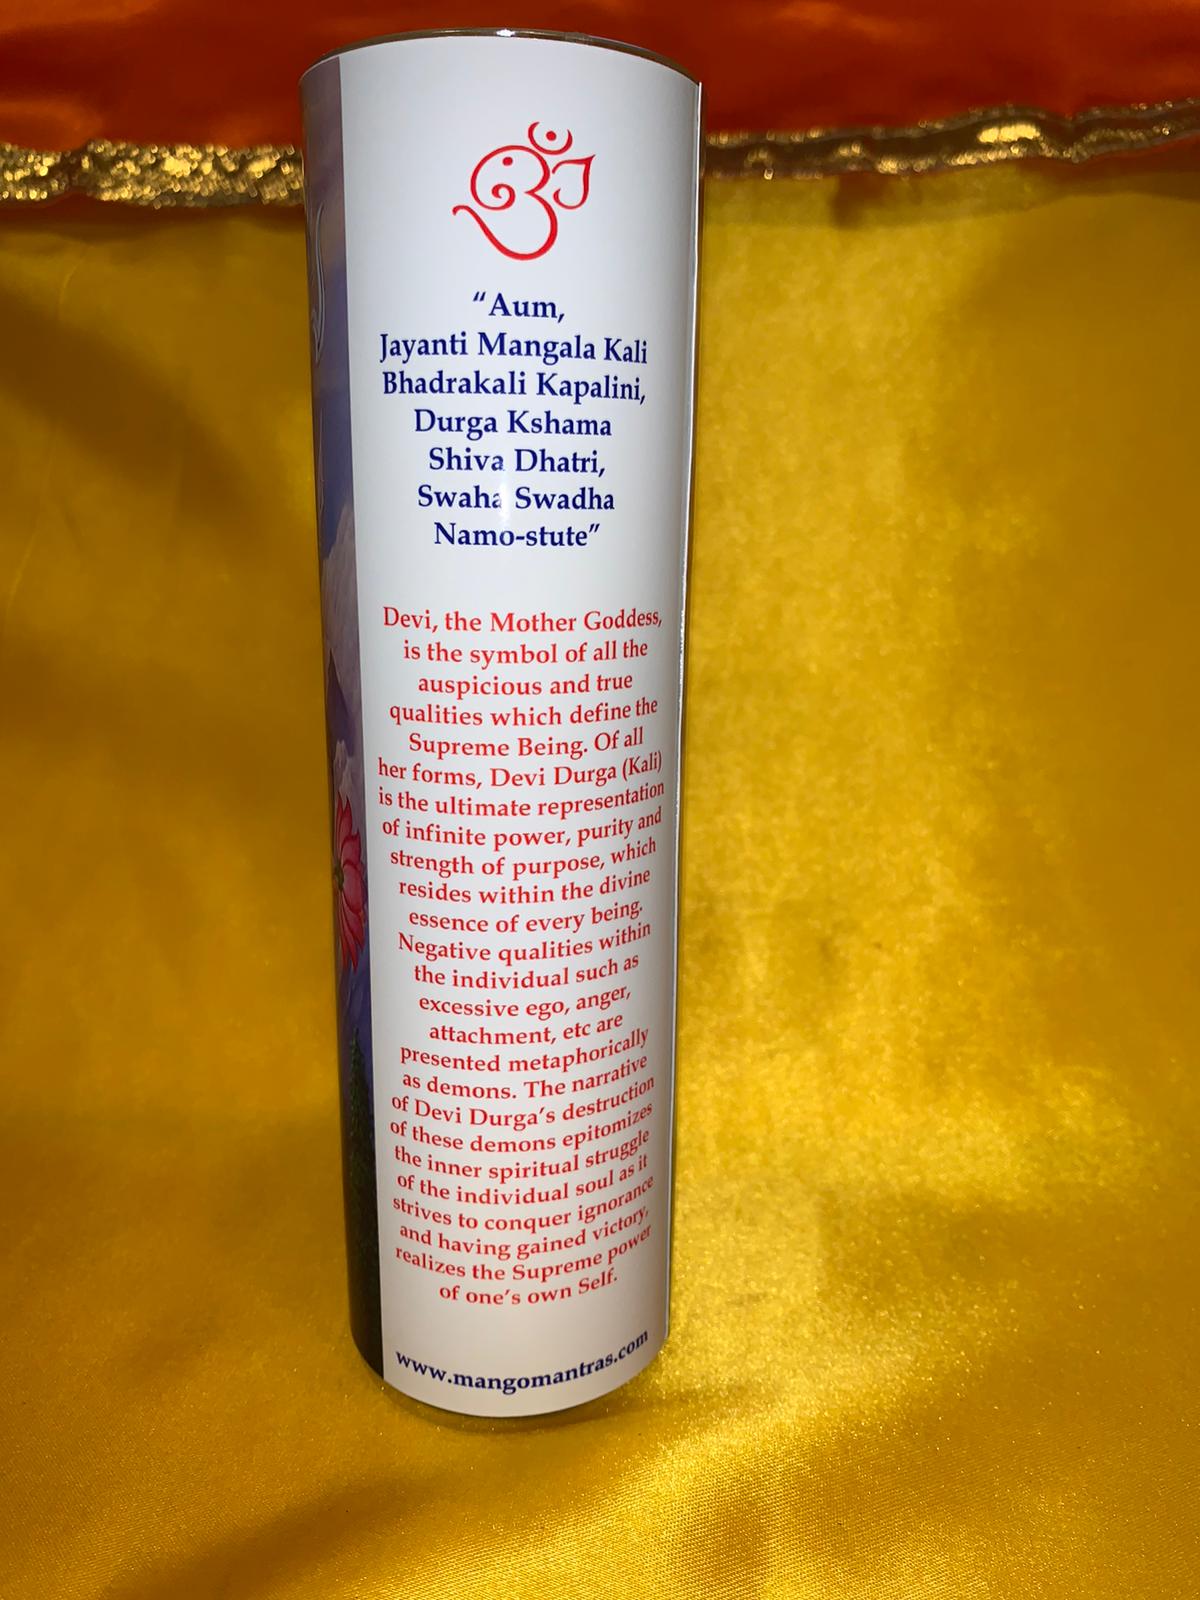 ॐ
“Aum,
Jayanti Mangala Kali
Bhadrakali Kapalini,
Durga Kshama
Shiva Dhatri,
Swaha Swadha
Namo-stute”
Devi, the Mother Goddess,
is the symbol of all the
auspicious and true
qualities which define the
Supreme Being. Of all
her forms, Devi Durga (Kali)
is the ultimate representation
of infinite power, purity and
strength of purpose, which
resides within the divine
essence of every being.
Negative qualities within
the individual such as
excessive ego, anger,
attachment, etc are
presented metaphorically
as demons. The narrative
of Devi Durga’s destruction
of these demons epitomizes
the inner spiritual struggle
of the individual soul as it
strives to conquer ignorance
and having gained victory,
realizes the Supreme power
of one’s own Self.
www.mangomantras.com